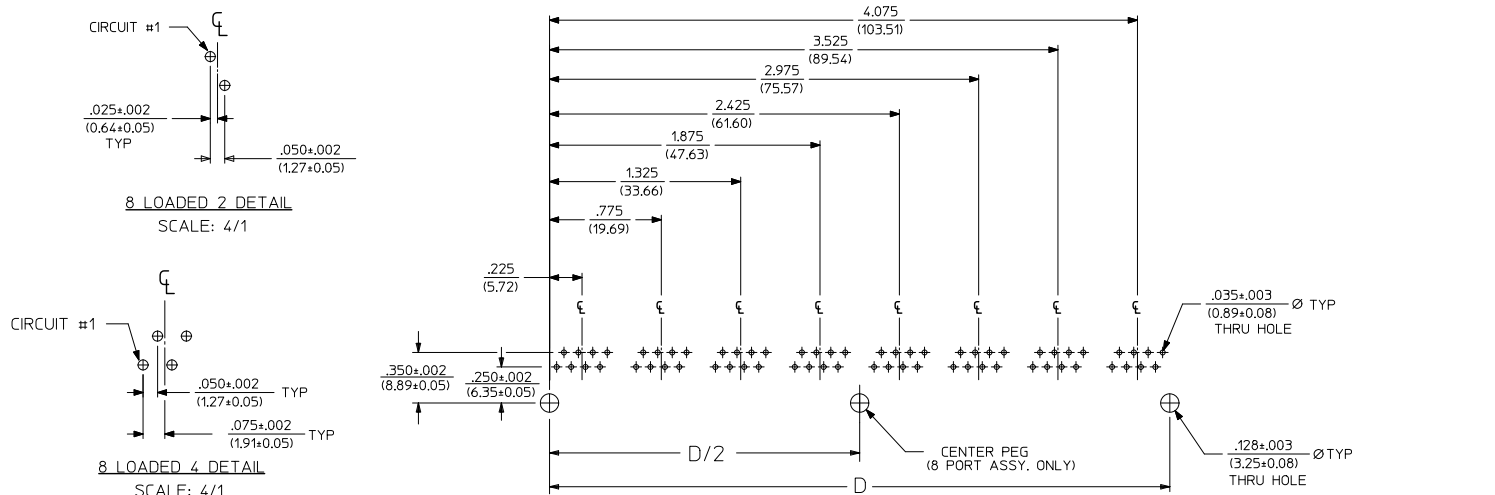 CIRCUIT #1
℄
.025±.002
(0.64±0.05)
TYP
.050±.002
(1.27±0.05)
8 LOADED 2 DETAIL
SCALE: 4/1
℄
CIRCUIT #1
.050±.002
(1.27±0.05)
TYP
.075±.002
(1.91±0.05)
TYP
8 LOADED 4 DETAIL
SCALE: 4/1
4.075
(103.51)
3.525
(89.54)
2.975
(75.57)
2.425
(61.60)
1.875
(47.63)
1.325
(33.66)
.775
(19.69)
.225
(5.72)
℄ ℄ ℄ ℄ ℄ ℄ ℄ ℄
.035±.003
(0.89±0.08)
Ø TYP
THRU HOLE
.350±.002
(8.89±0.05)
.250±.002
(6.35±0.05)
D/2
CENTER PEG
(8 PORT ASSY. ONLY)
.128±.003
(3.25±0.08)
Ø TYP
THRU HOLE
D